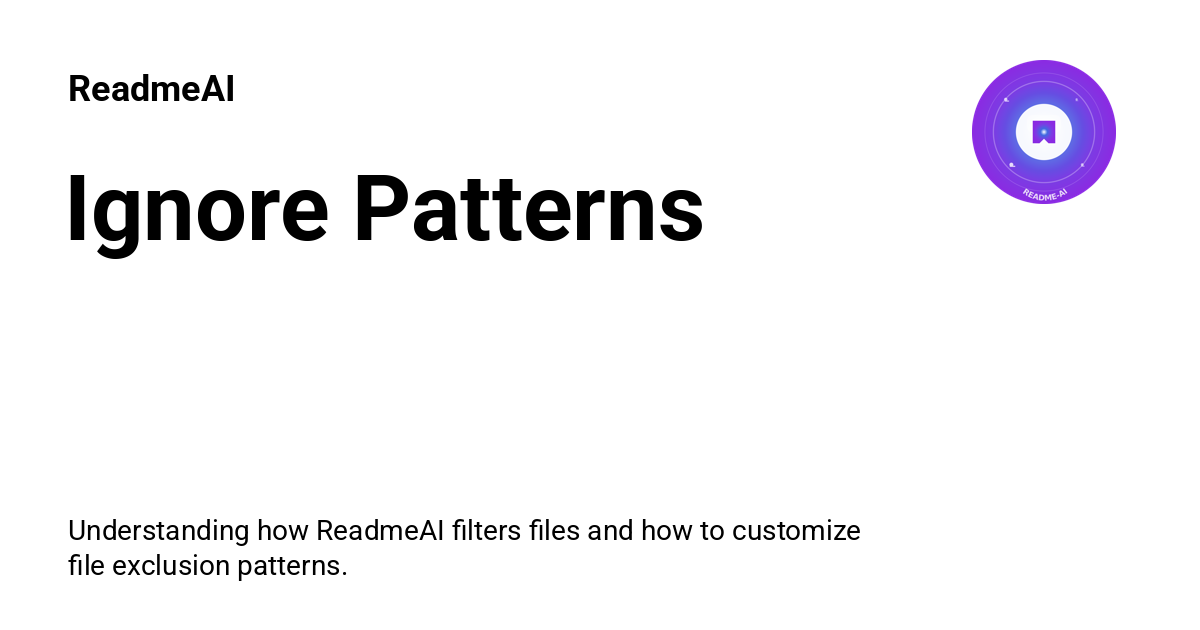 ReadmeAI
Ignore Patterns
README-AI
Understanding how ReadmeAI filters files and how to customize
file exclusion patterns.